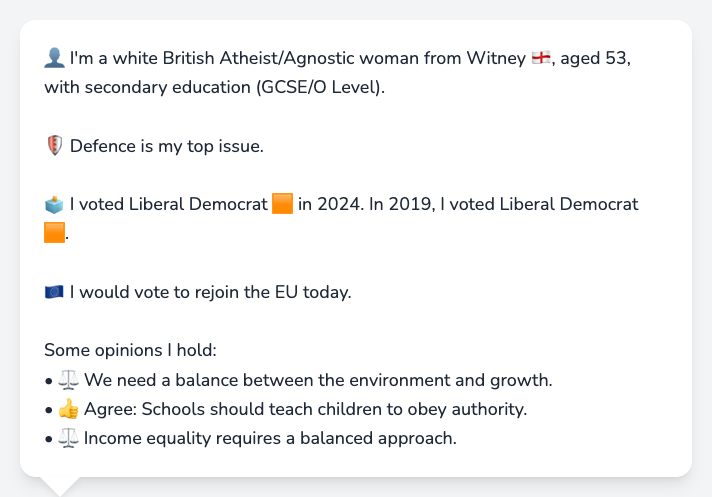 👤 I'm a white British Atheist/Agnostic woman from Witney 🏴󠁧󠁢󠁥󠁮󠁧󠁿, aged 53,
with secondary education (GCSE/O Level).
🛡️ Defence is my top issue.
🗳️ I voted Liberal Democrat 🟧 in 2024. In 2019, I voted Liberal Democrat
🟧.
🇪🇺 I would vote to rejoin the EU today.
Some opinions I hold:
• ⚖️ We need a balance between the environment and growth.
• 👍 Agree: Schools should teach children to obey authority.
• ⚖️ Income equality requires a balanced approach.